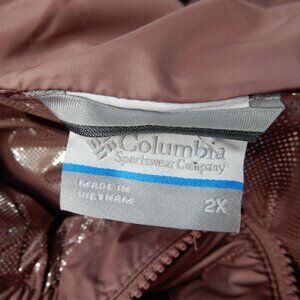 Columbia
Sportswear Company
MADE IN
VIETNAM
2X